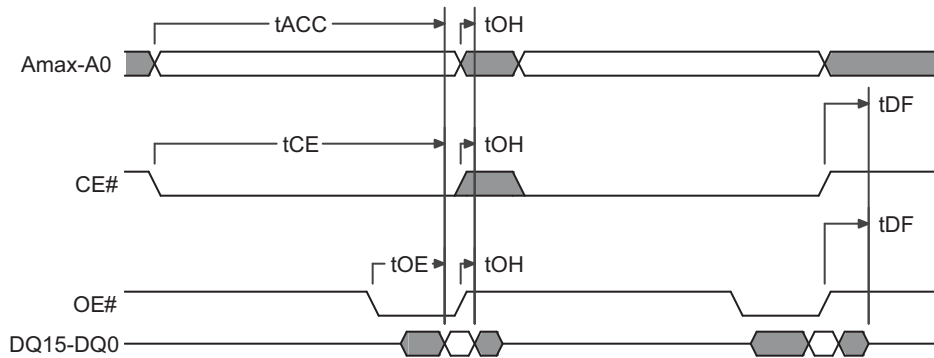 tACC tOH
Amax-A0
tDF
tCE tOH
CE#
tDF
tOE tOH
OE#
DQ15-DQ0